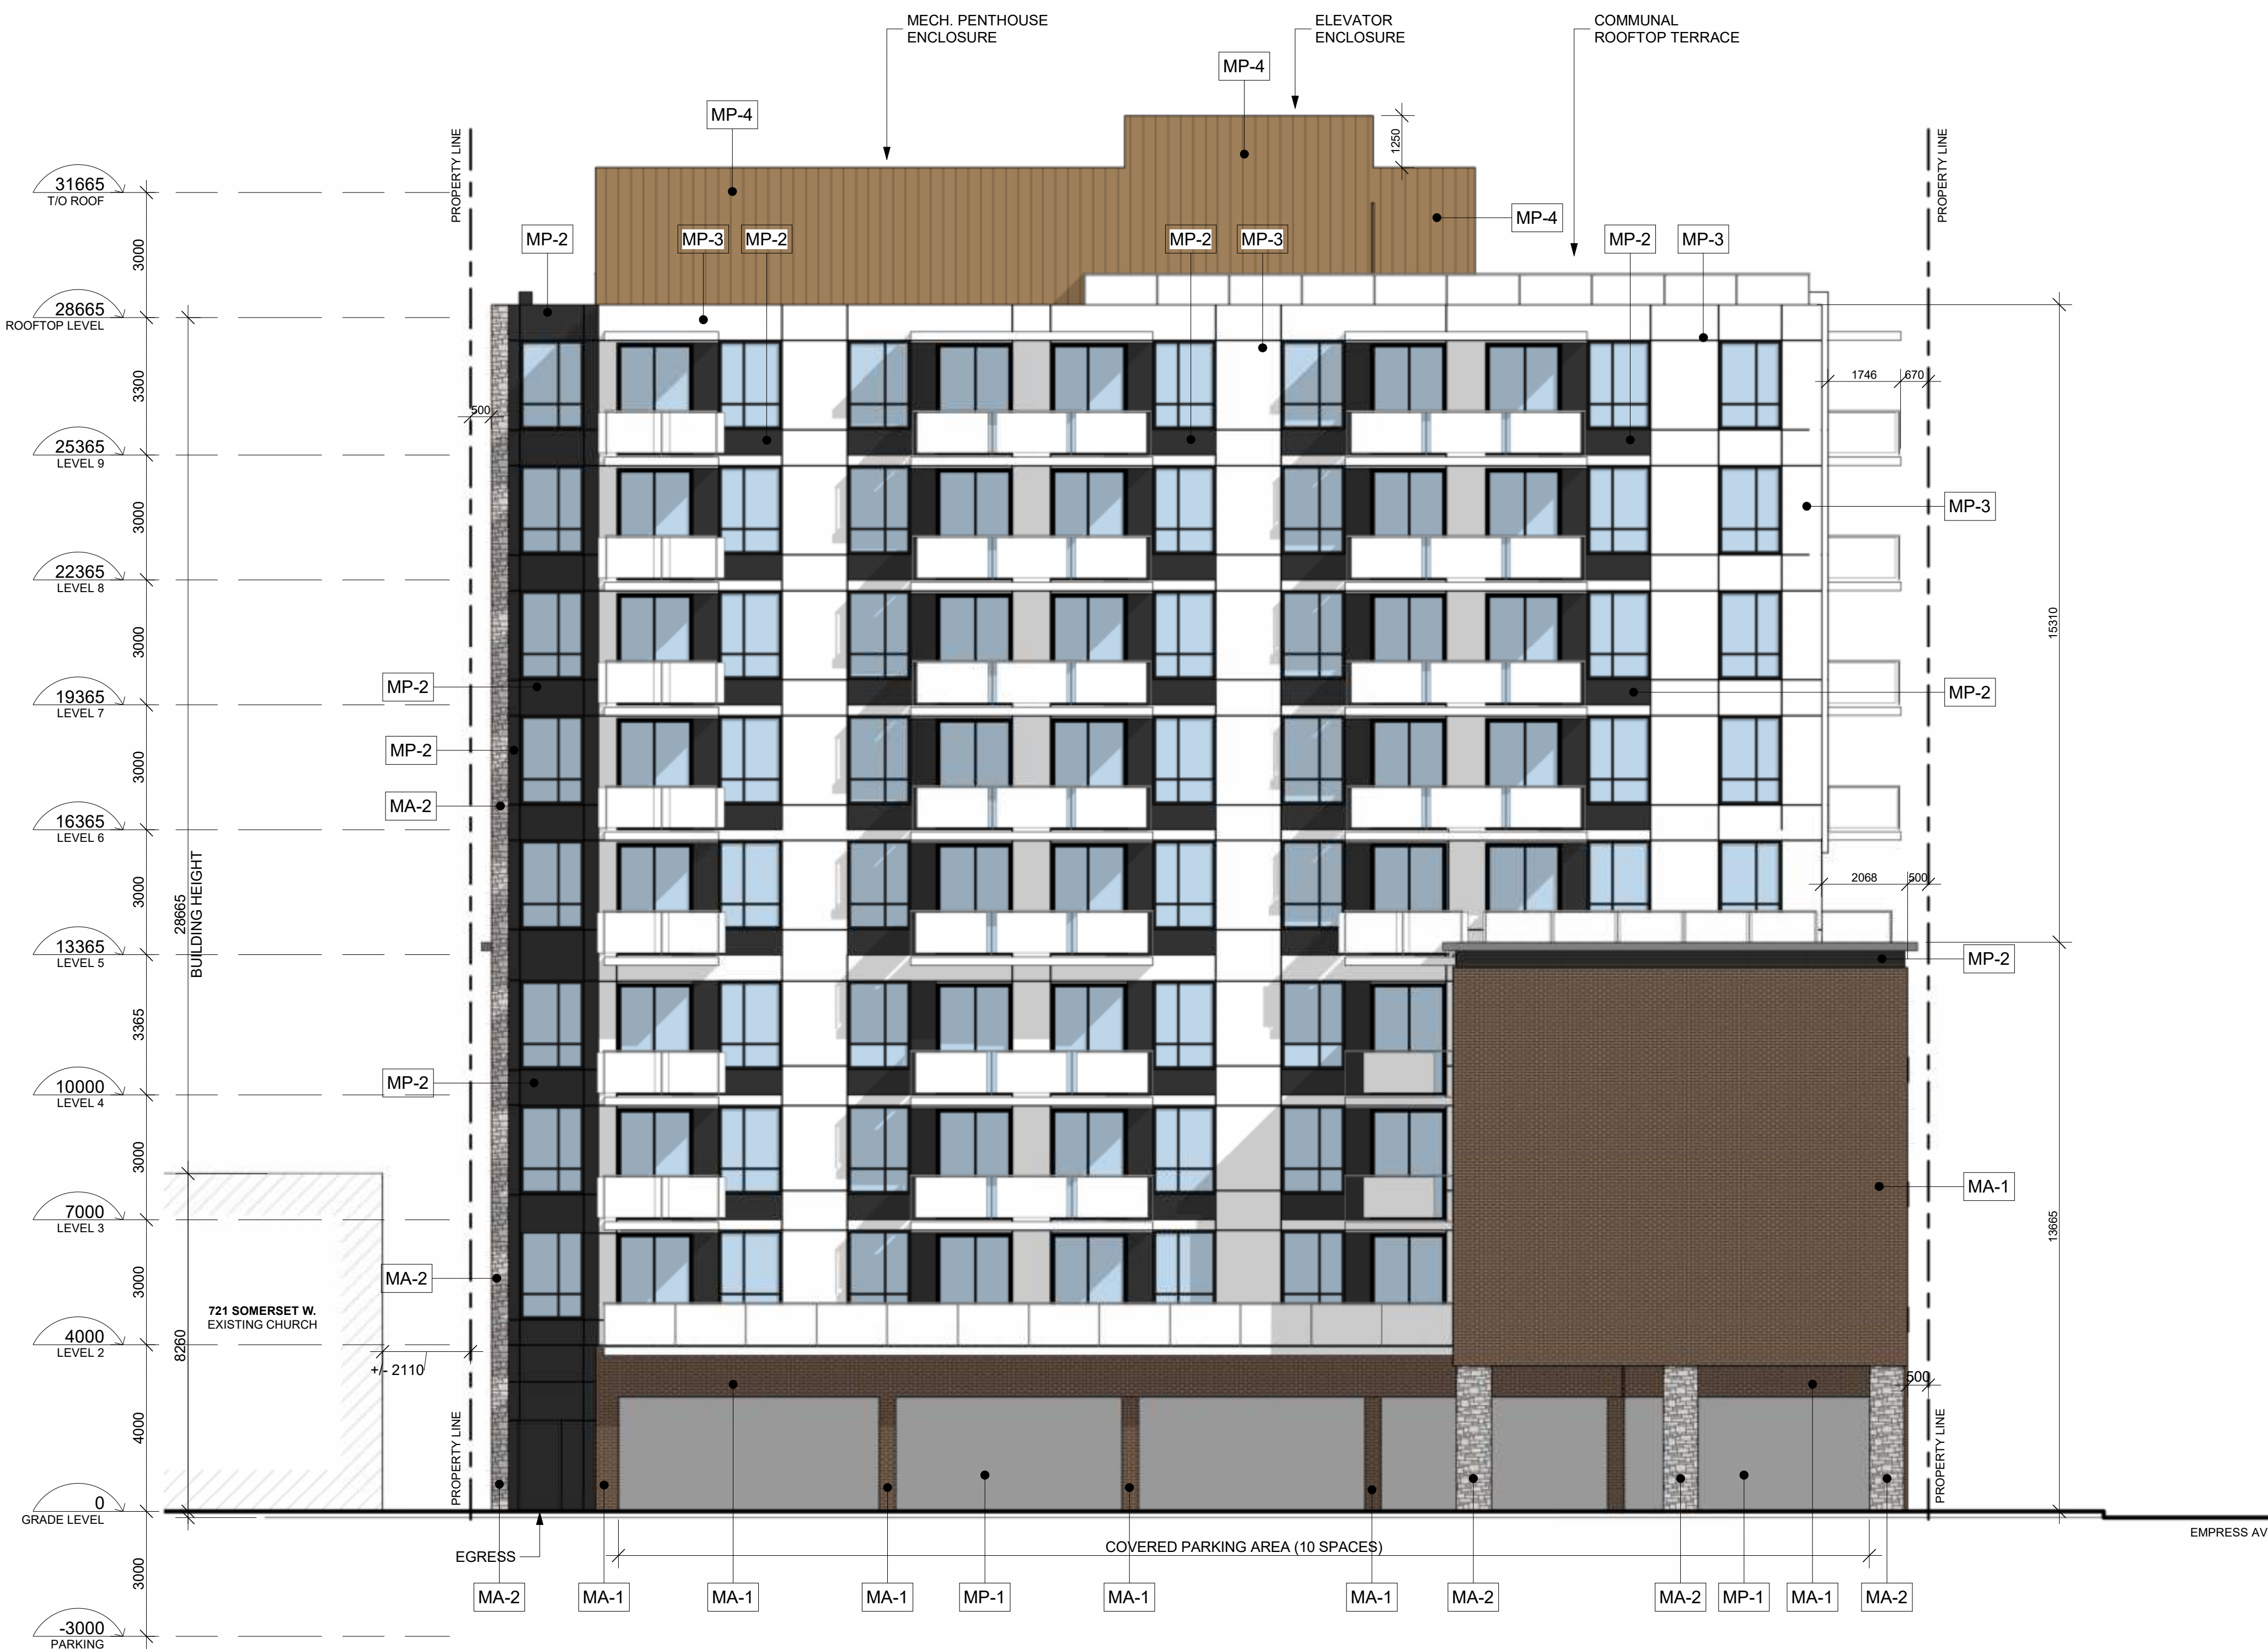 MECH. PENTHOUSE
ENCLOSURE
ELEVATOR
ENCLOSURE
COMMUNAL
ROOFTOP TERRACE
MP-4
MP-4
1250
PROPERTY LINE
PROPERTY LINE
31665
T/O ROOF
MP-4
3000
MP-2
MP-3
MP-2
MP-2
MP-3
MP-2
MP-3
28665
ROOFTOP LEVEL
3300
500
1746
670
25365
LEVEL 9
3000
MP-3
22365
LEVEL 8
3000
15310
MP-2
MP-2
19365
LEVEL 7
3000
MP-2
MA-2
16365
LEVEL 6
3000
2068
500
28665
BUILDING HEIGHT
13365
LEVEL 5
MP-2
3365
MP-2
10000
LEVEL 4
3000
MA-1
7000
LEVEL 3
13665
3000
MA-2
721 SOMERSET W.
EXISTING CHURCH
8260
4000
LEVEL 2
+/- 2110
500
4000
PROPERTY LINE
PROPERTY LINE
0
GRADE LEVEL
EMPRESS AV
EGRESS
COVERED PARKING AREA (10 SPACES)
3000
MA-2
MA-1
MA-1
MA-1
MP-1
MA-1
MA-1
MA-2
MA-2
MP-1
MA-1
MA-2
-3000
PARKING